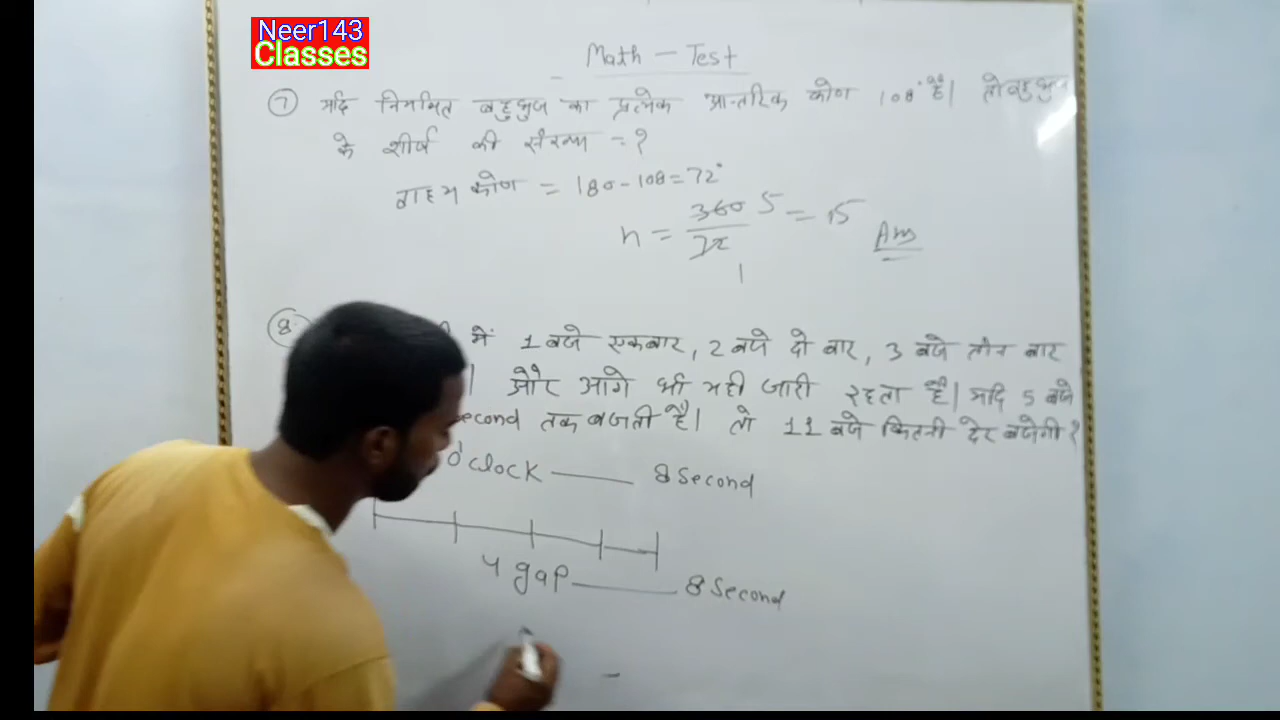 Neer143
Classes
Math - Test
⑦ यदि नियमित बहुभुज का प्रत्येक आन्तरिक कोण 108° है। तो बहुभुज
के शीर्ष की संख्या = ?
बाह्य कोण = 180-108=72°
n = 360/72 5 = 5 Ans
1
⑧ में 1 बजे एकबार, 2 बजे दो बार, 3 बजे तीन बार
। और आगे भी यही जारी रहता है। यदि 5 बजे
second तक बजती है। तो 11 बजे कितनी देर बजेगी?
o'clock —— 8 Second
4 gap —— 8 Second